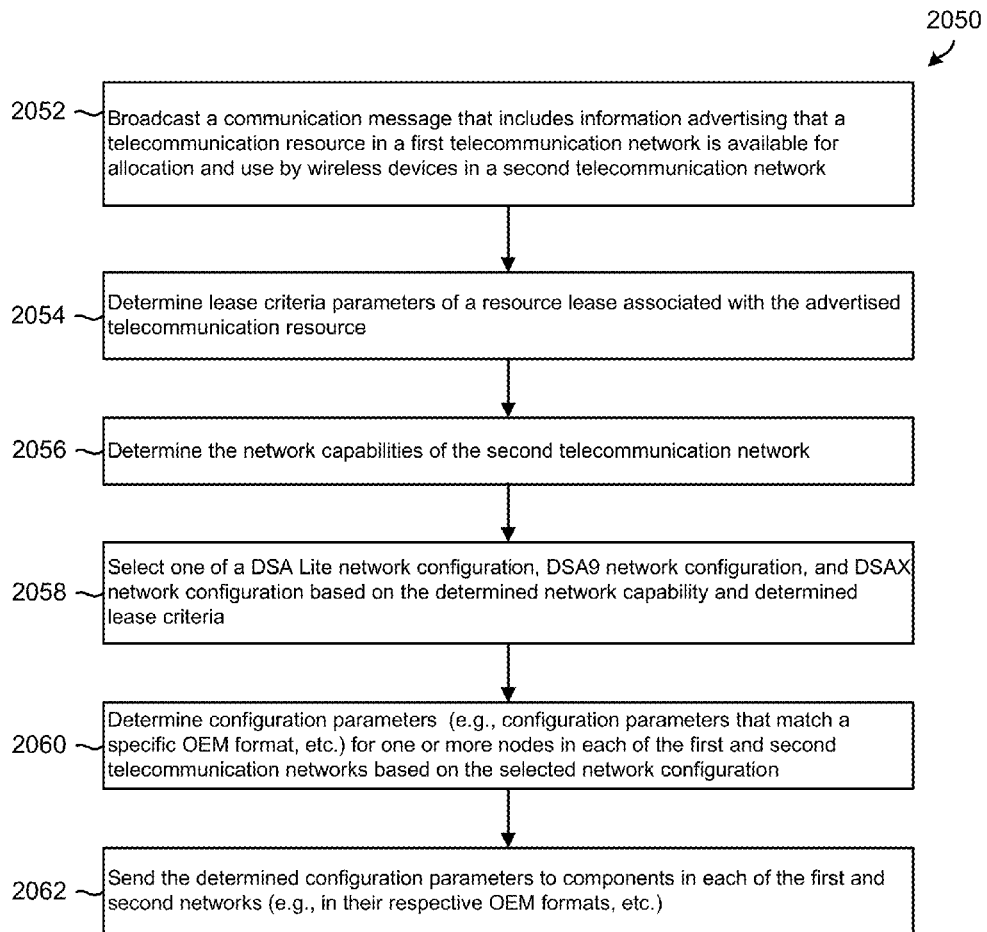 2050
2052
Broadcast a communication message that includes information advertising that a
telecommunication resource in a first telecommunication network is available for
allocation and use by wireless devices in a second telecommunication network
2054
Determine lease criteria parameters of a resource lease associated with the advertised
telecommunication resource
2056
Determine the network capabilities of the second telecommunication network
2058
Select one of a DSA Lite network configuration, DSA9 network configuration, and DSAX
network configuration based on the determined network capability and determined
lease criteria
2060
Determine configuration parameters (e.g., configuration parameters that match a
specific OEM format, etc.) for one or more nodes in each of the first and second
telecommunication networks based on the selected network configuration
2062
Send the determined configuration parameters to components in each of the first and
second networks (e.g., in their respective OEM formats, etc.)